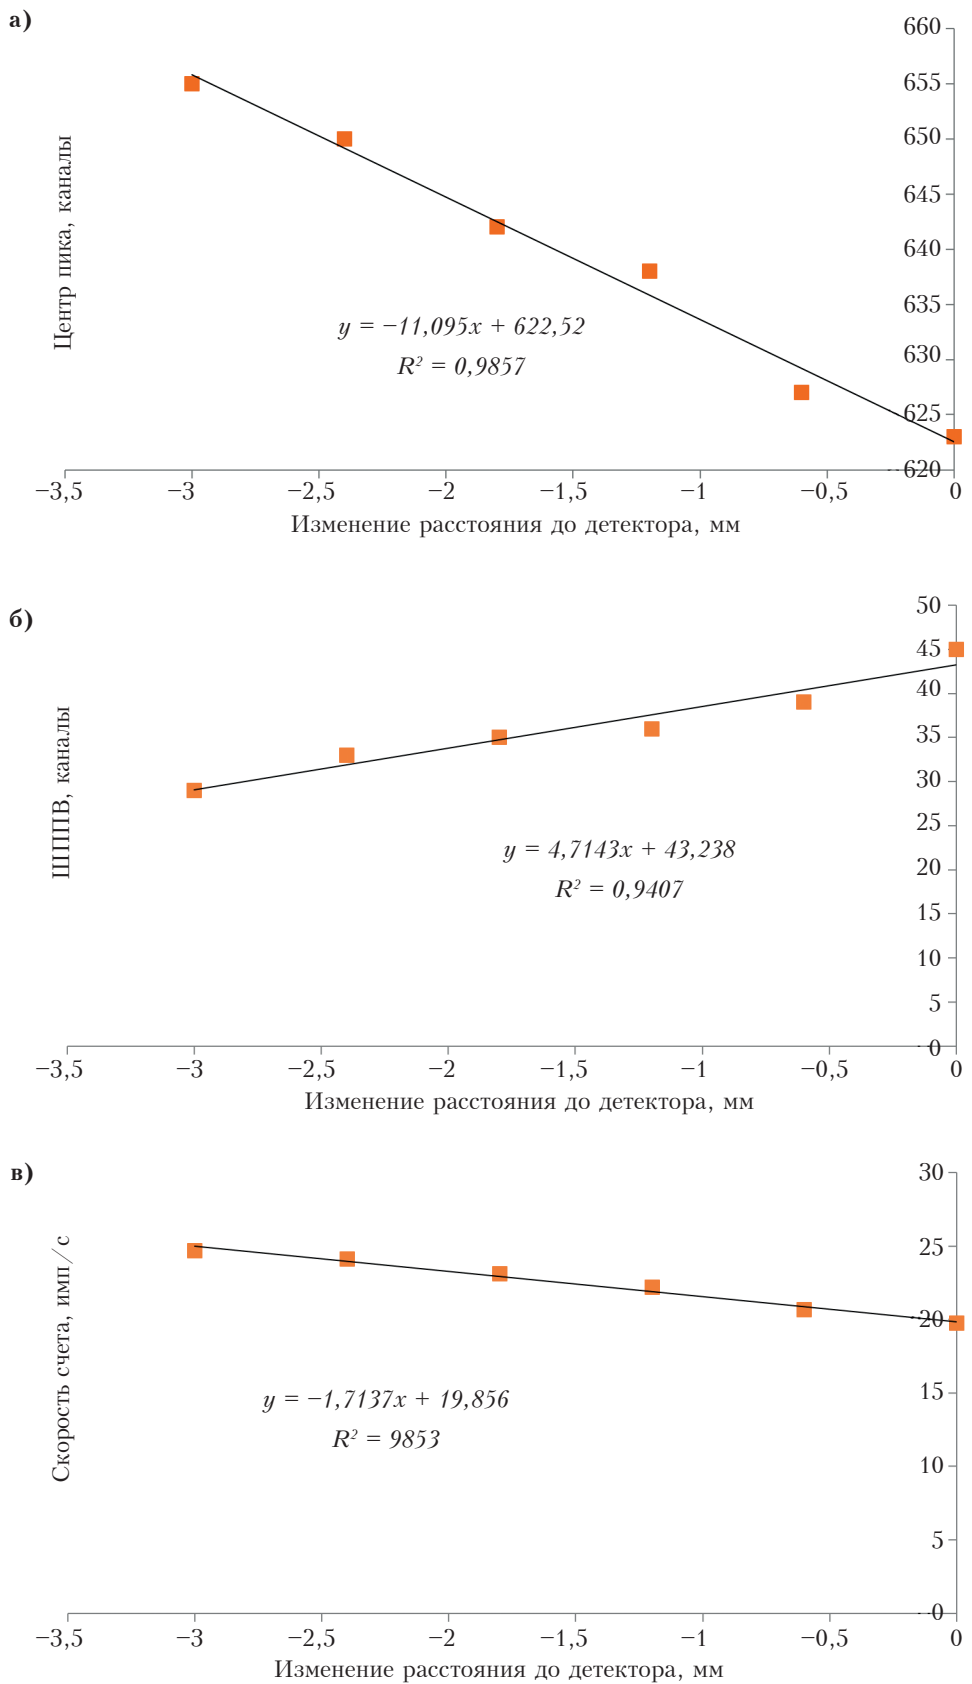 а)
660
655
650
645
640
635
630
625
620
Центр пика, каналы
y = −11,095x + 622,52
R² = 0,9857
−3,5 −3 −2,5 −2 −1,5 −1 −0,5 0
Изменение расстояния до детектора, мм
б)
50
45
40
35
30
25
20
15
10
5
0
ШППВ, каналы
y = 4,7143x + 43,238
R² = 0,9407
−3,5 −3 −2,5 −2 −1,5 −1 −0,5 0
Изменение расстояния до детектора, мм
в)
30
25
20
15
10
5
0
Скорость счета, имп/с
y = −1,7137x + 19,856
R² = 9853
−3,5 −3 −2,5 −2 −1,5 −1 −0,5 0
Изменение расстояния до детектора, мм